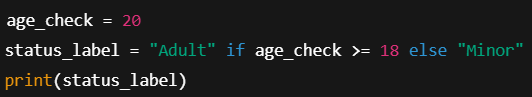 age_check = 20
status_label = "Adult" if age_check >= 18 else "Minor"
print(status_label)